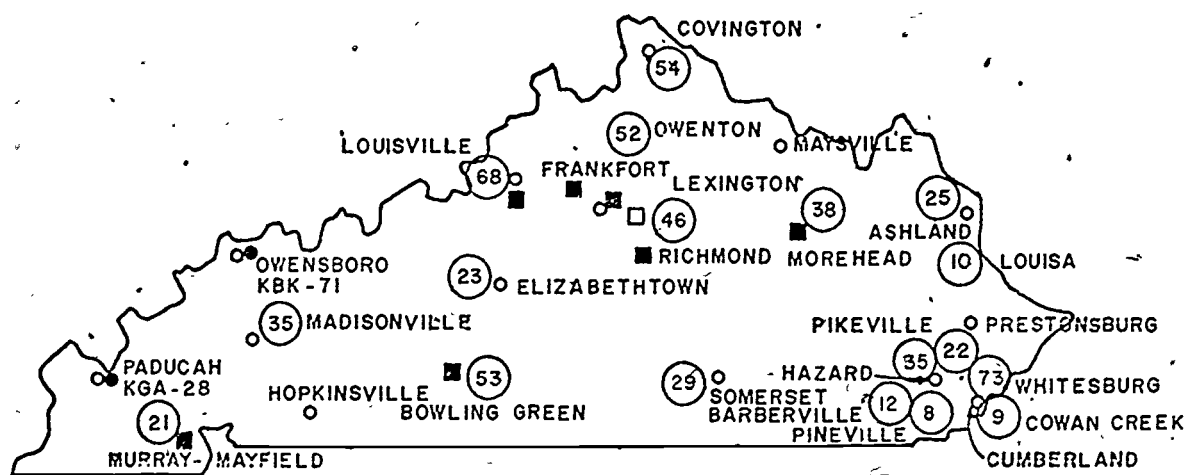 COVINGTON
54
52 OWENTON
LOUISVILLE
MAYSVILLE
FRANKFORT
68
LEXINGTON
25
38
46
ASHLAND
RICHMOND
MOREHEAD
10
LOUISA
OWENSBORO
KBK-71
23
ELIZABETHTOWN
35
MADISONVILLE
PIKEVILLE
PRESTONSBURG
22
35
PADUCAH
KGA-28
HAZARD
73
WHITESBURG
HOPKINSVILLE
53
BOWLING GREEN
29
SOMERSET
BARBERVILLE
12
8
PINEVILLE
9
COWAN CREEK
CUMBERLAND
21
MURRAY-MAYFIELD